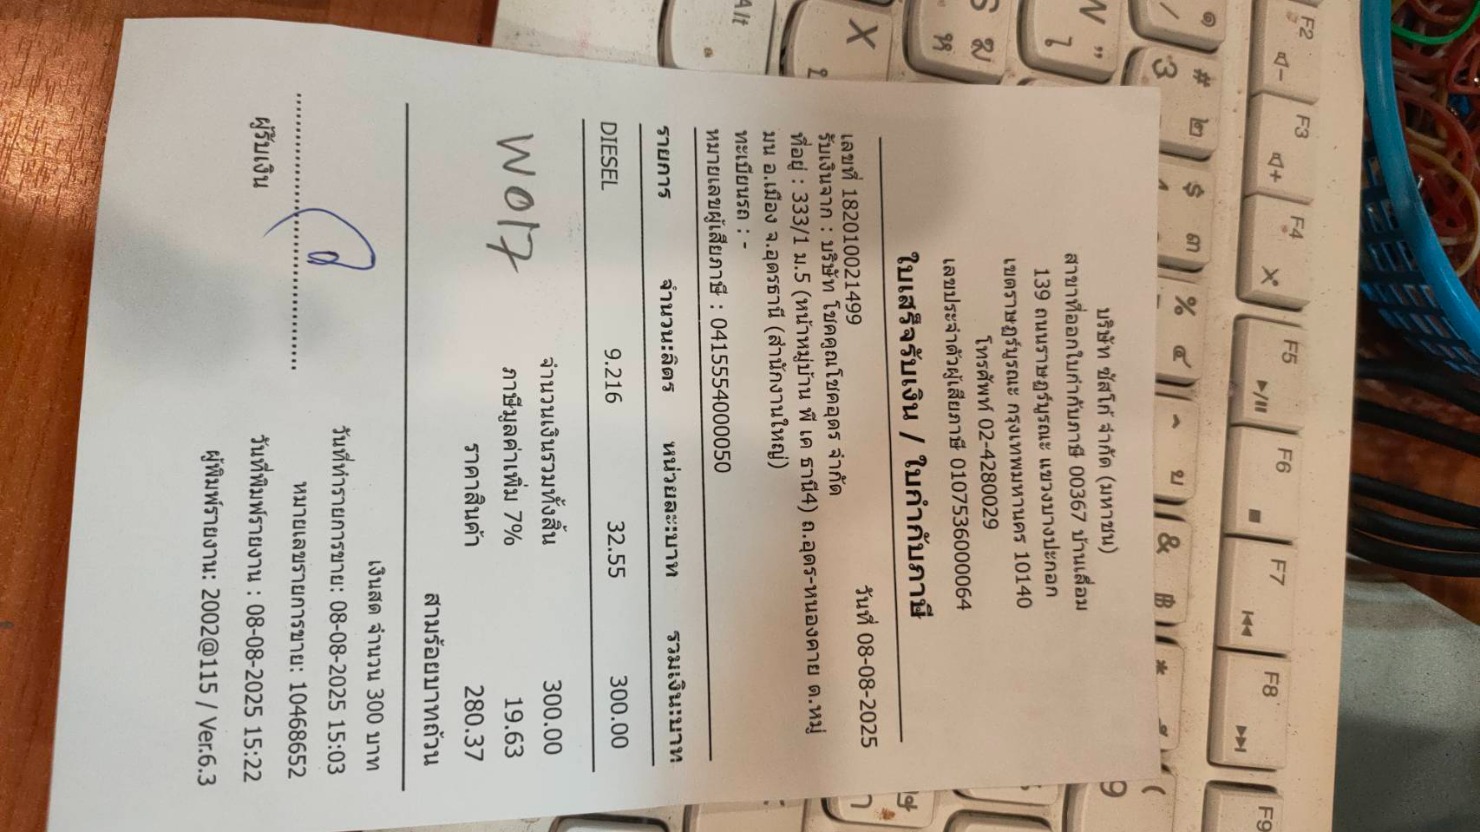 บริษัท ซัสโก้ จำกัด (มหาชน)
สาขาที่ออกใบกำกับภาษี 00367 บ้านเลื่อม
139 ถนนราษฎร์บูรณะ แขวงบางปะกอก
เขตราษฎร์บูรณะ กรุงเทพมหานคร 10140
โทรศัพท์ 02-4280029
เลขประจำตัวผู้เสียภาษี 0107536000064
ใบเสร็จรับเงิน / ใบกำกับภาษี
เลขที่ 182010021499 วันที่ 08-08-2025
รับเงินจาก : บริษัท โชคคูณโชคอุดร จำกัด
ที่อยู่ : 333/1 ม.5 (หน้าหมู่บ้าน พี เค ธานี4) ถ.อุดร-หนองคาย ต.หมู่
มน อ.เมือง จ.อุดรธานี (สำนักงานใหญ่)
ทะเบียนรถ : -
หมายเลขผู้เสียภาษี : 0415554000050
รายการ จำนวน:ลิตร หน่วยละ:บาท รวมเงิน:บาท
DIESEL 9.216 32.55 300.00
จำนวนเงินรวมทั้งสิ้น 300.00
ภาษีมูลค่าเพิ่ม 7% 19.63
ราคาสินค้า 280.37
W017
สามร้อยบาทถ้วน
เงินสด จำนวน 300 บาท
วันที่ทำรายการขาย: 08-08-2025 15:03
หมายเลขรายการขาย: 10468652
วันที่พิมพ์รายงาน : 08-08-2025 15:22
ผู้พิมพ์รายงาน: 2002@115 / Ver.6.3
ผู้รับเงิน
F2
F3
F4
F5
F6
F7
F8
F9
Alt
X